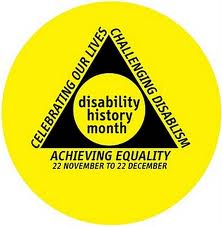 CELEBRATING OUR LIVES
CHALLENGING DISABLISM
disability
history
month
ACHIEVING EQUALITY
22 NOVEMBER TO 22 DECEMBER